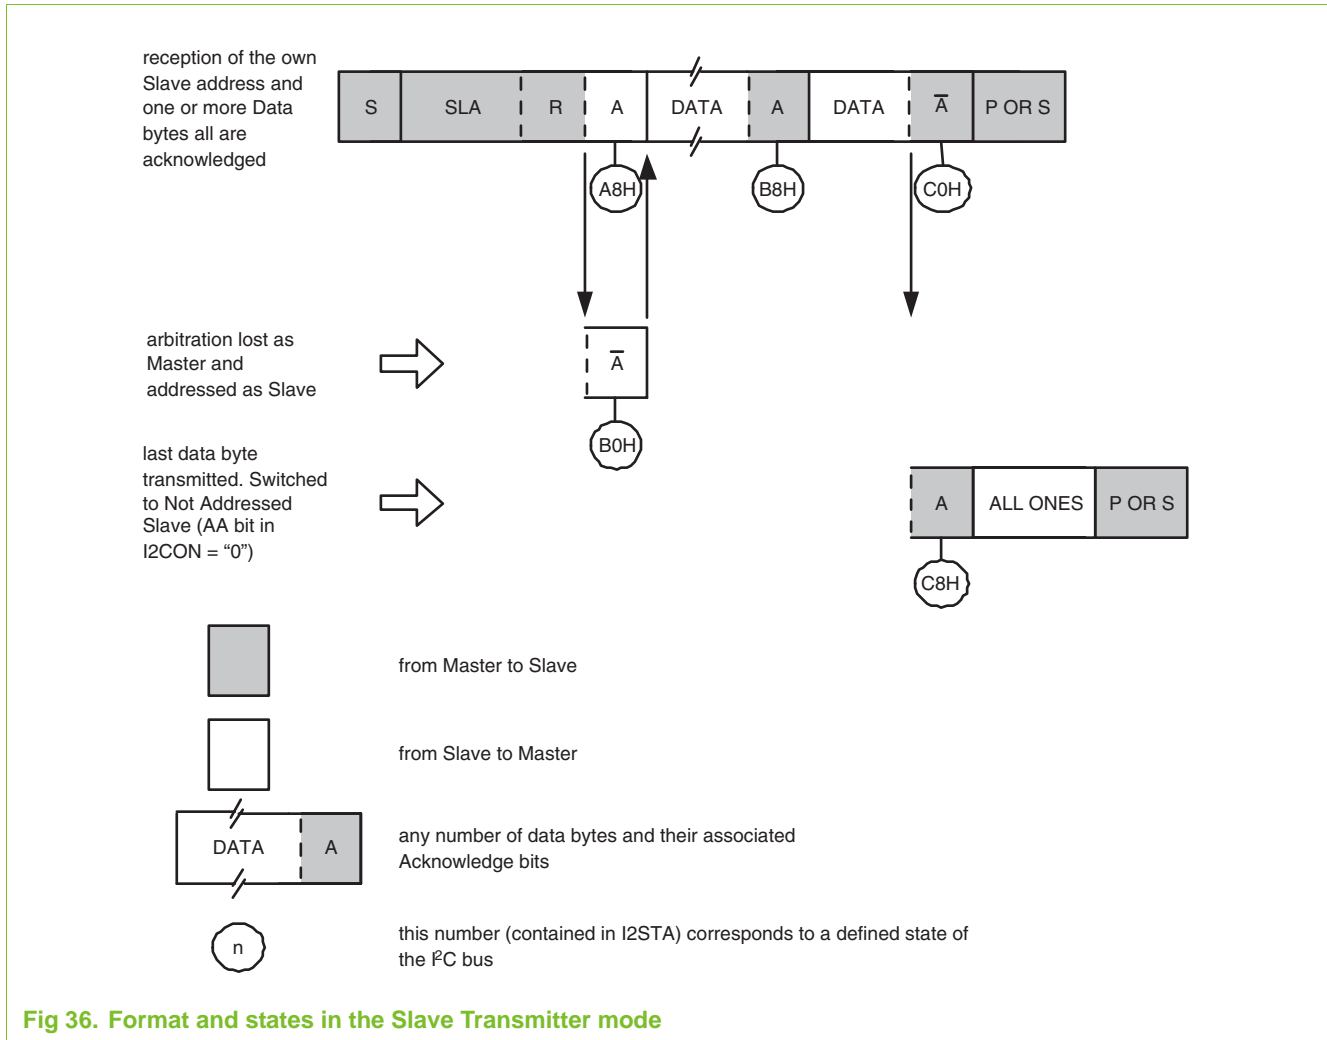 reception of the own
Slave address and
one or more Data
bytes all are
acknowledged
S SLA R A DATA A DATA A̅ P OR S
A8H B8H C0H
arbitration lost as
Master and
addressed as Slave
A̅
B0H
last data byte
transmitted. Switched
to Not Addressed
Slave (AA bit in
I2CON = “0”)
A ALL ONES P OR S
C8H
from Master to Slave
from Slave to Master
DATA A
any number of data bytes and their associated
Acknowledge bits
n
this number (contained in I2STA) corresponds to a defined state of
the I²C bus
Fig 36. Format and states in the Slave Transmitter mode